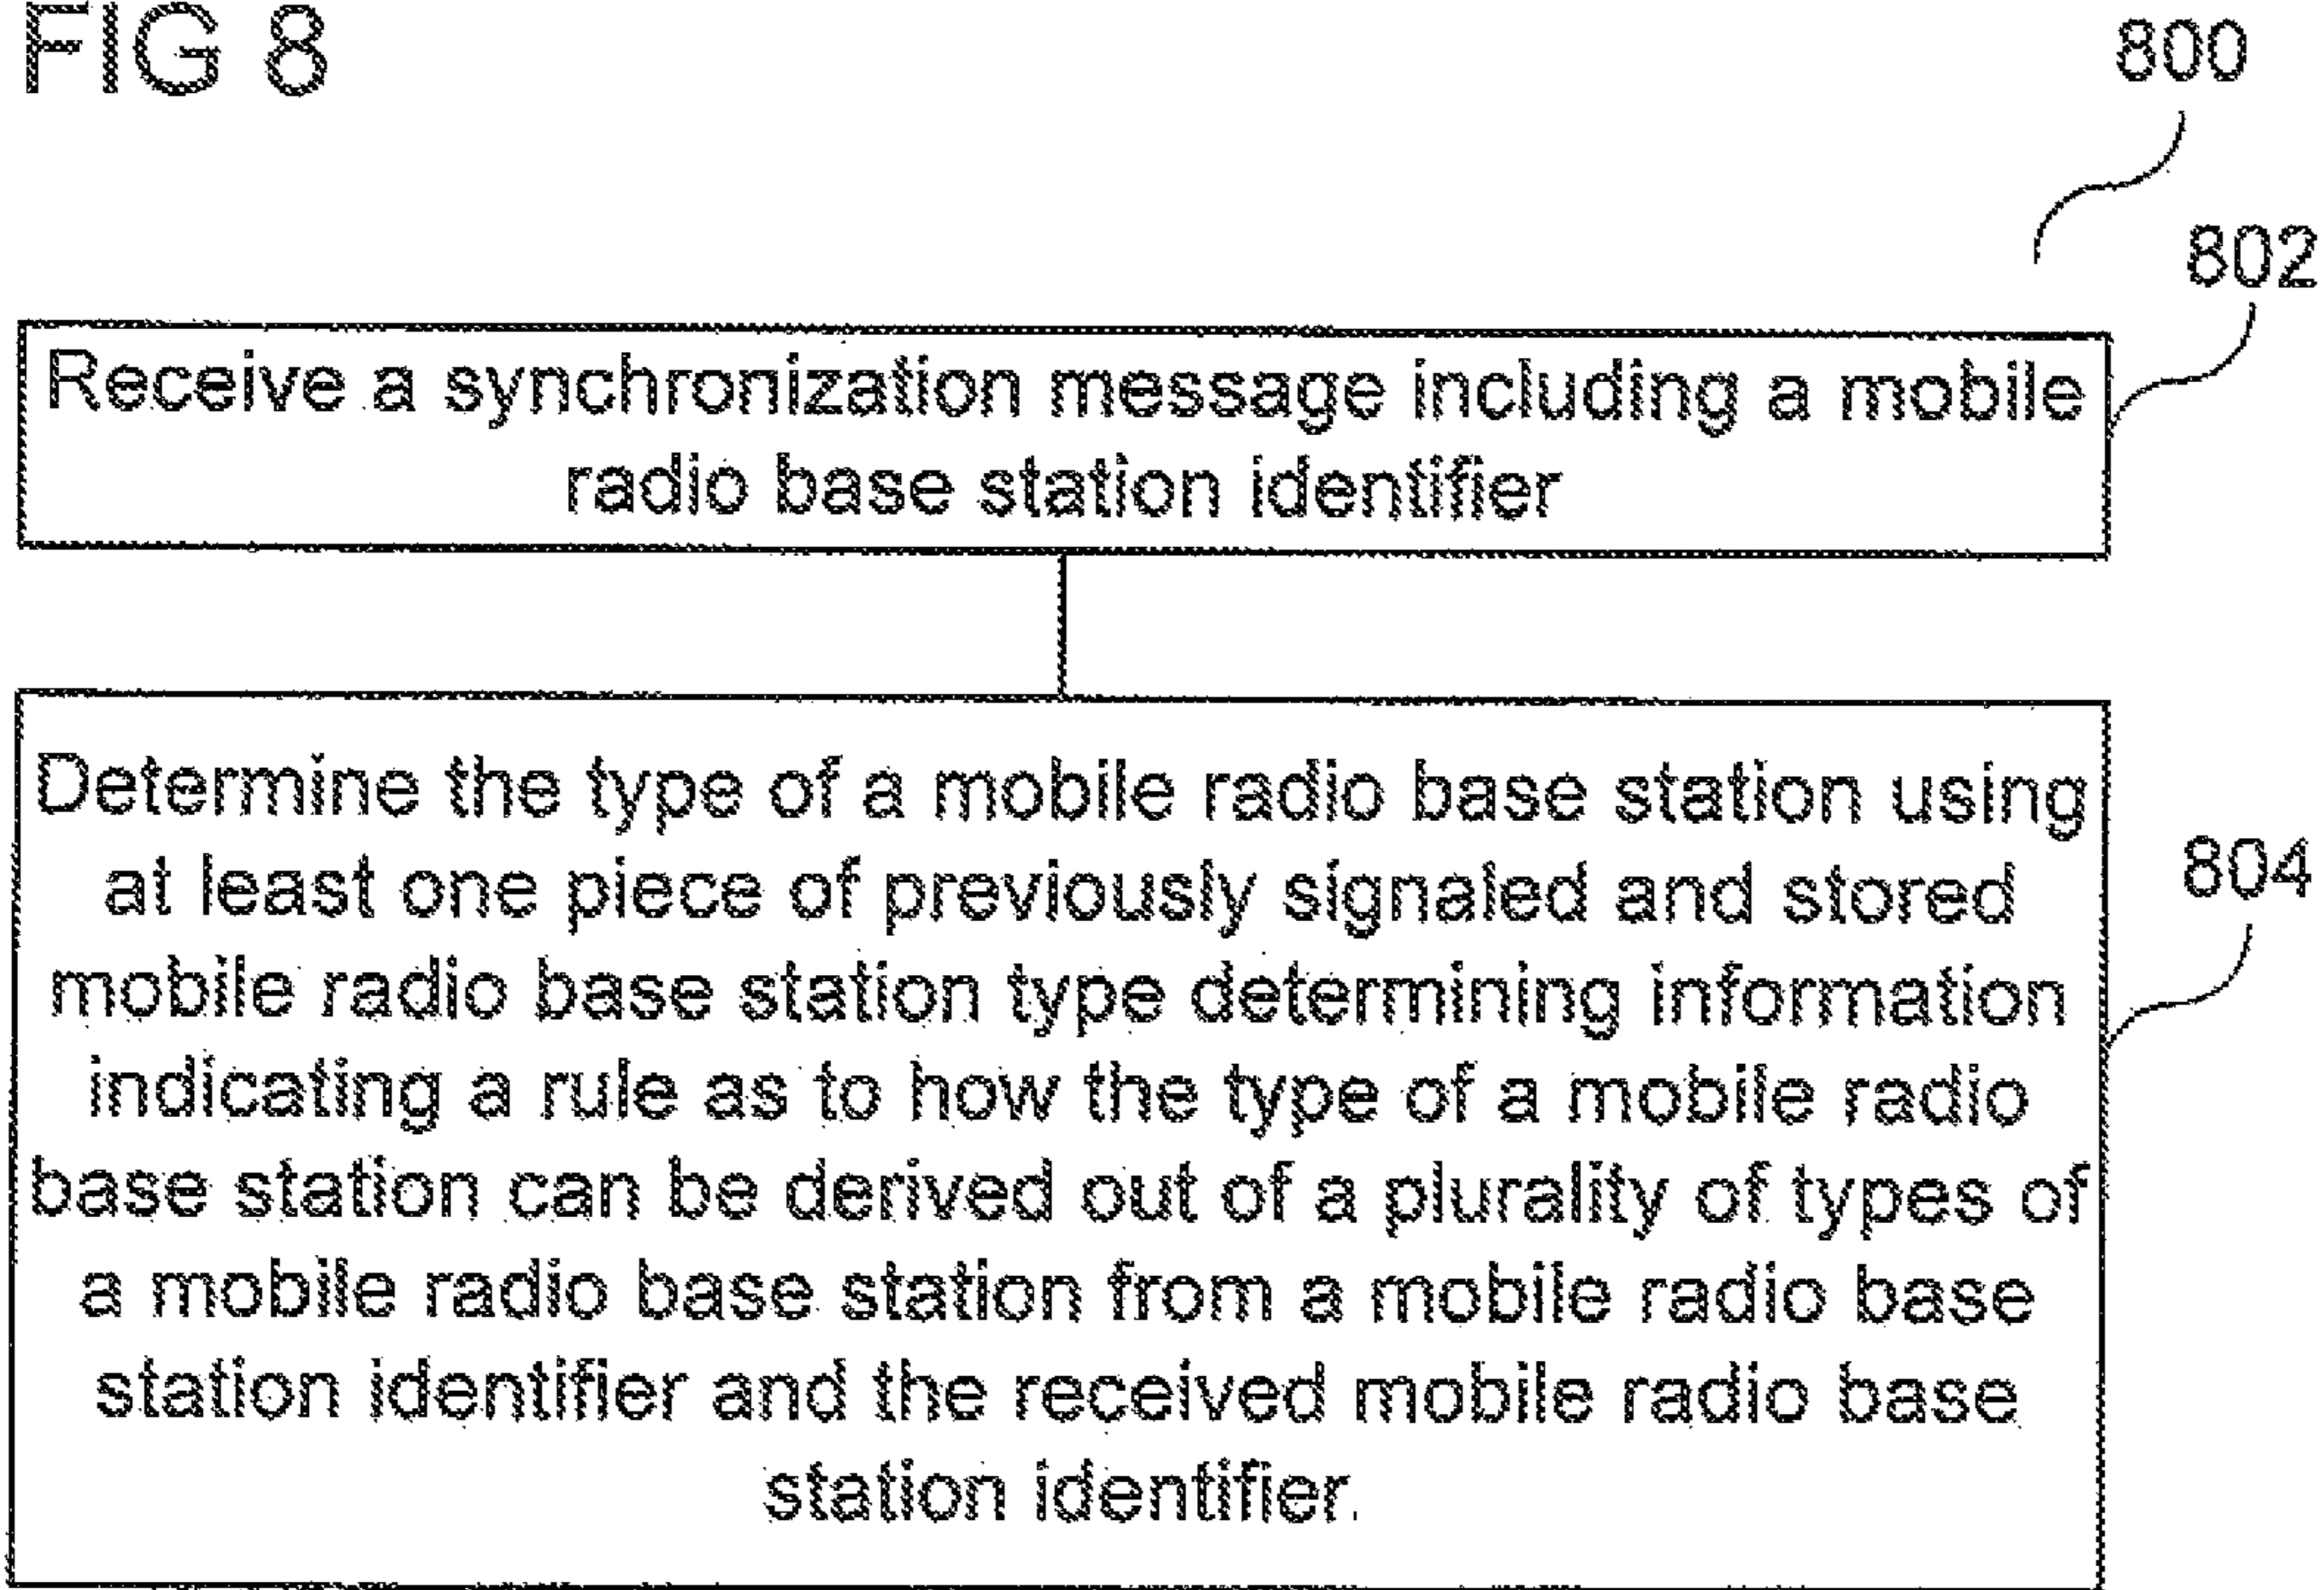 FIG 8
800
802
Receive a synchronization message including a mobile
radio base station identifier
Determine the type of a mobile radio base station using
at least one piece of previously signaled and stored
mobile radio base station type determining information
indicating a rule as to how the type of a mobile radio
base station can be derived out of a plurality of types of
a mobile radio base station from a mobile radio base
station identifier and the received mobile radio base
station identifier.
804